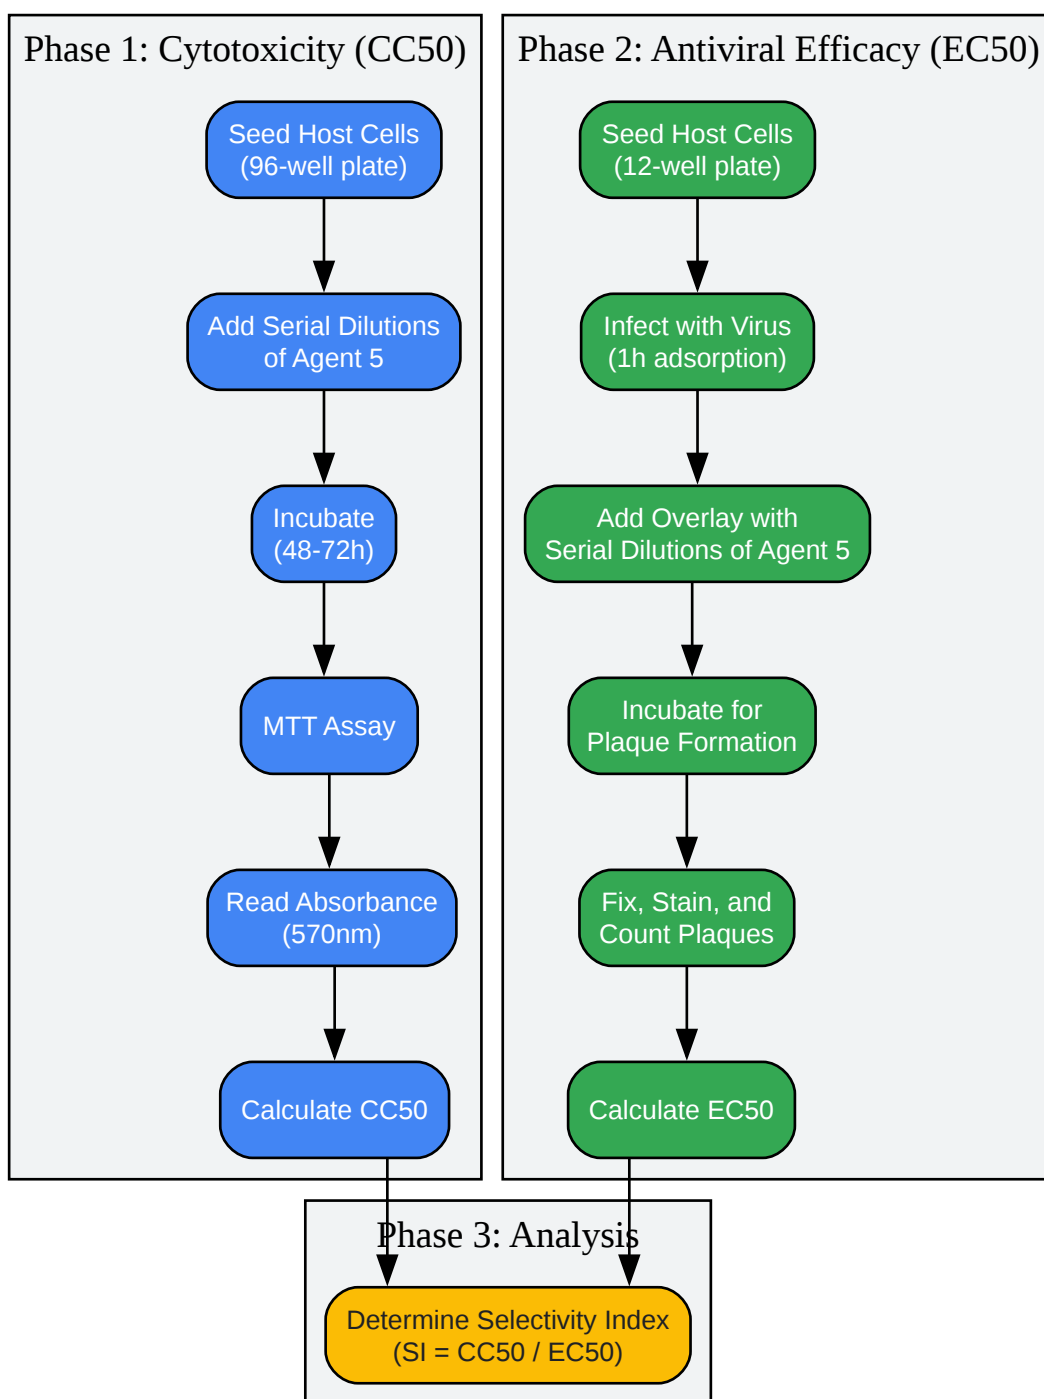 Phase 1: Cytotoxicity (CC50)
Seed Host Cells
(96-well plate)
Add Serial Dilutions
of Agent 5
Incubate
(48-72h)
MTT Assay
Read Absorbance
(570nm)
Calculate CC50
Phase 2: Antiviral Efficacy (EC50)
Seed Host Cells
(12-well plate)
Infect with Virus
(1h adsorption)
Add Overlay with
Serial Dilutions of Agent 5
Incubate for
Plaque Formation
Fix, Stain, and
Count Plaques
Calculate EC50
Phase 3: Analysis
Determine Selectivity Index
(SI = CC50 / EC50)